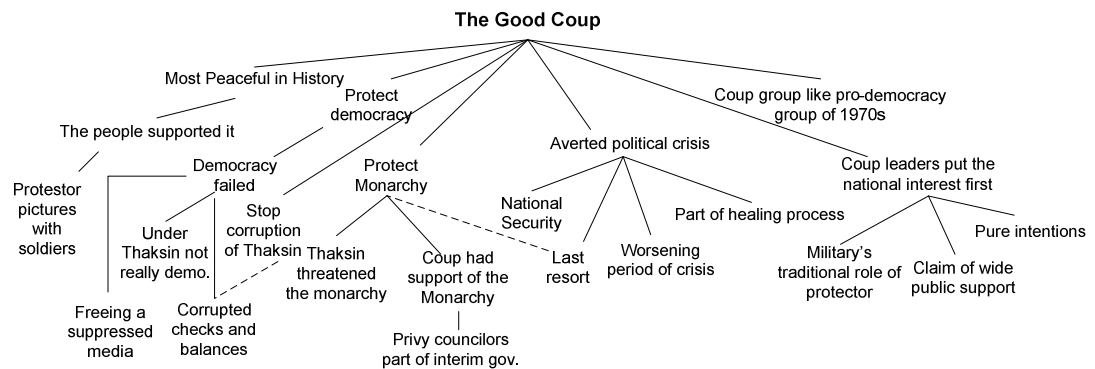 The Good Coup
Most Peaceful in History
Protect
democracy
Coup group like pro-democracy
group of 1970s
The people supported it
Averted political crisis
Democracy
failed
Protect
Monarchy
Coup leaders put the
national interest first
Protestor
pictures
with
soldiers
Stop
corruption
of Thaksin
National
Security
Part of healing process
Under
Thaksin not
really demo.
Thaksin
threatened
the monarchy
Coup had
support of the
Monarchy
Last
resort
Worsening
period of crisis
Military's
traditional role of
protector
Claim of wide
public support
Pure intentions
Freeing a
suppressed
media
Corrupted
checks and
balances
Privy councilors
part of interim gov.